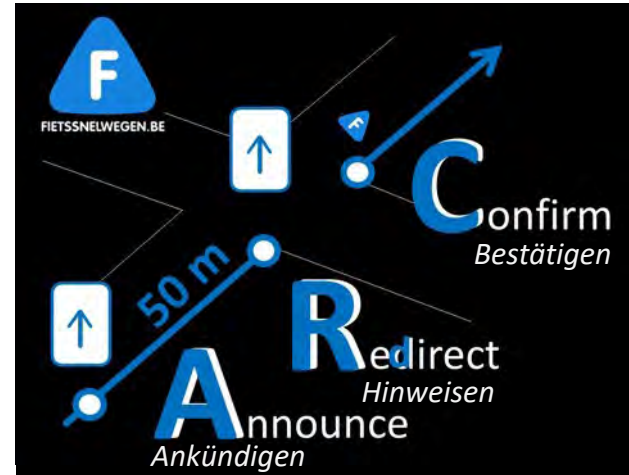 F
FIETSSNELWEGEN.BE
F
Confirm
Bestätigen
50 m
Redirect
Hinweisen
Announce
Ankündigen